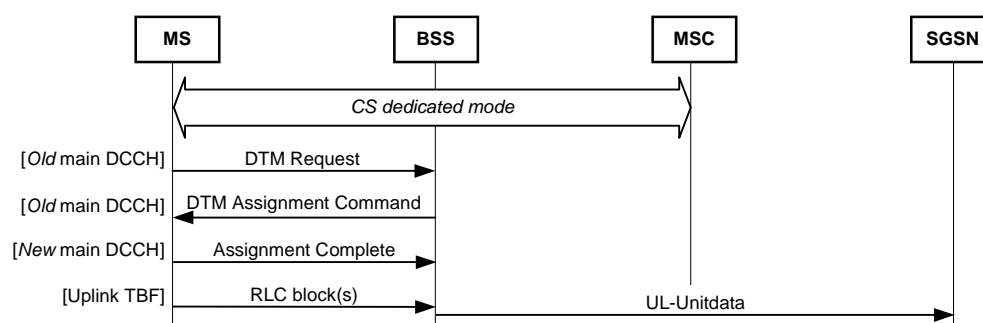 MS BSS MSC SGSN
CS dedicated mode
[Old main DCCH] DTM Request
[Old main DCCH] DTM Assignment Command
[New main DCCH] Assignment Complete
[Uplink TBF] RLC block(s)
UL-Unitdata